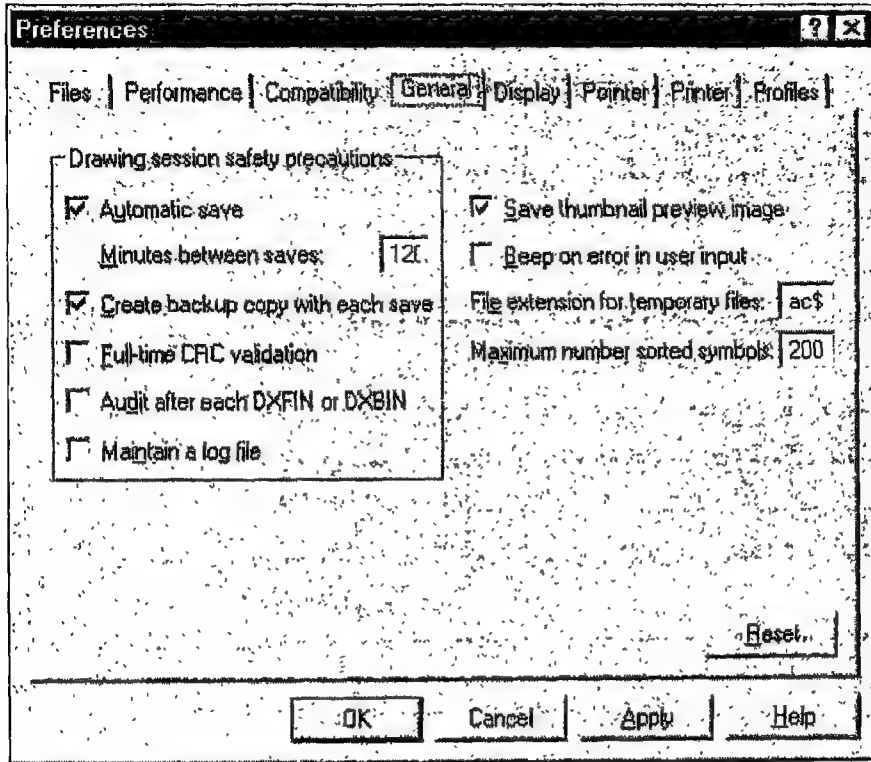 Preferences
Files Performance Compatibility General Display Pointer Printer Profiles
Drawing session safety precautions
Automatic save
Minutes between saves:
Create backup copy with each save
Full-time CRC validation
Audit after each DXFIN or DXBIN
Maintain a log file
Save thumbnail preview image
Beep on error in user input
File extension for temporary files: ac$
Maximum number sorted symbols: 200
Reset..
OK Cancel Apply Help